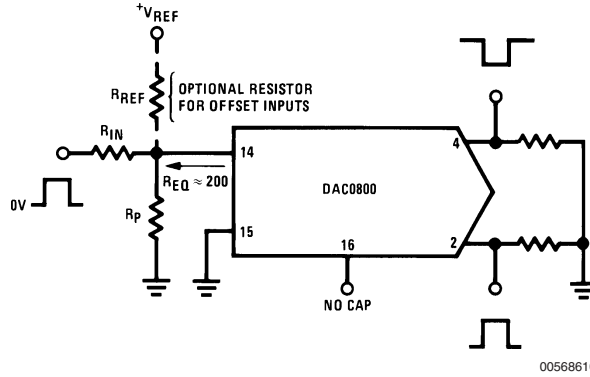 +VREF
RREF
OPTIONAL RESISTOR
FOR OFFSET INPUTS
RIN
14
4
REQ ≈ 200
DAC0800
0V
RP
15
16
2
NO CAP